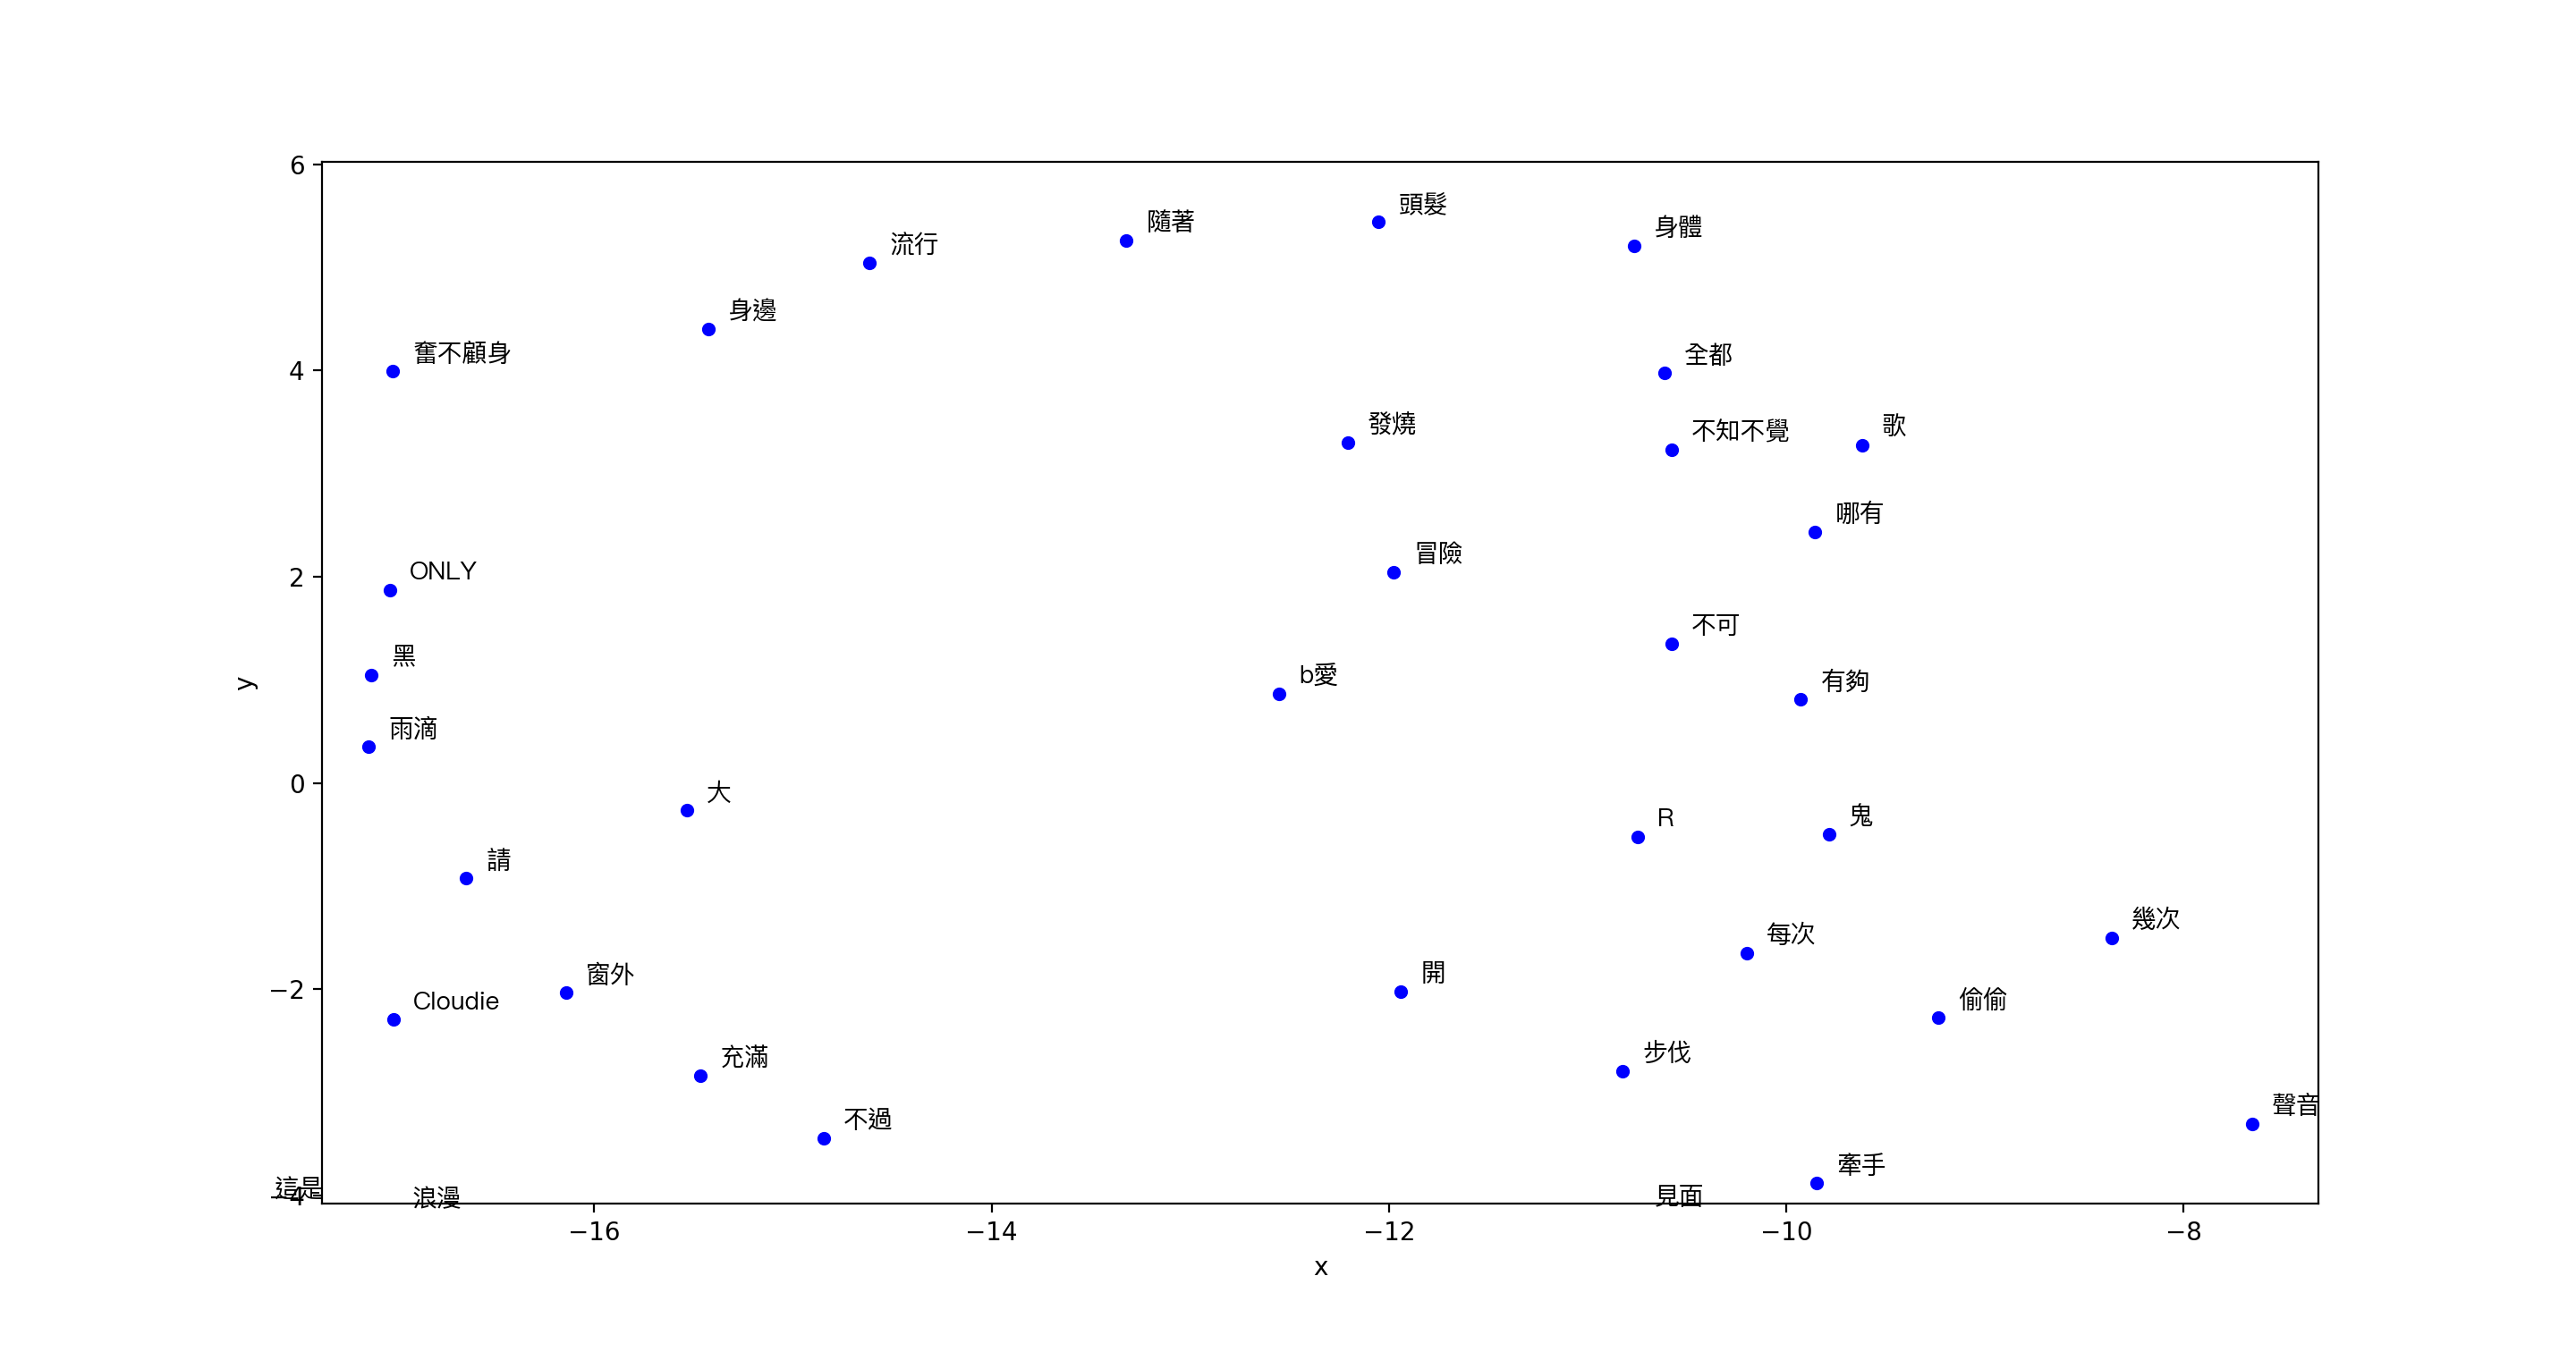 6
頭髮
隨著
身體
流行
身邊
奮不顧身
全都
4
發燒
歌
不知不覺
哪有
冒險
ONLY
2
不可
黑
b愛
有夠
y
雨滴
大
0
R
鬼
請
幾次
每次
開
窗外
−2
Cloudie
偷偷
步伐
充滿
聲音
不過
牽手
這是
−4
浪漫
見面
−16
−14
−12
−10
−8
x